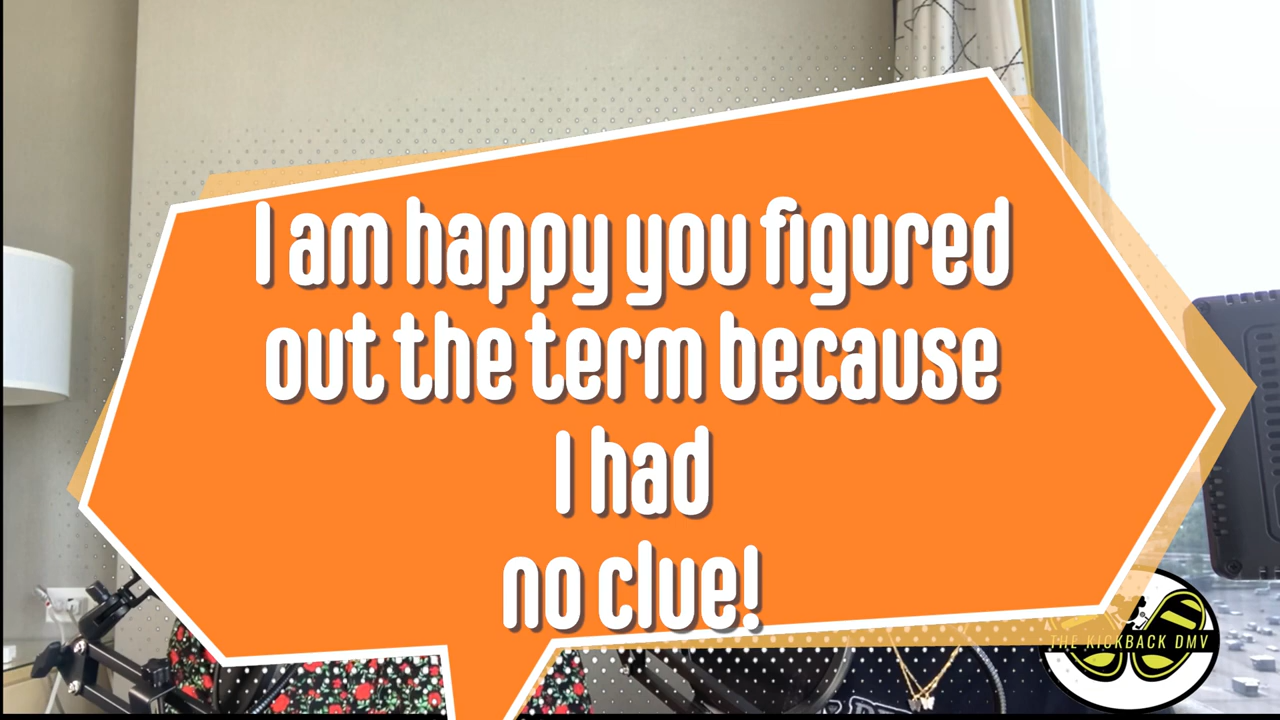 I am happy you figured
out the term because
I had
no clue!
THE KICKBACK DMV